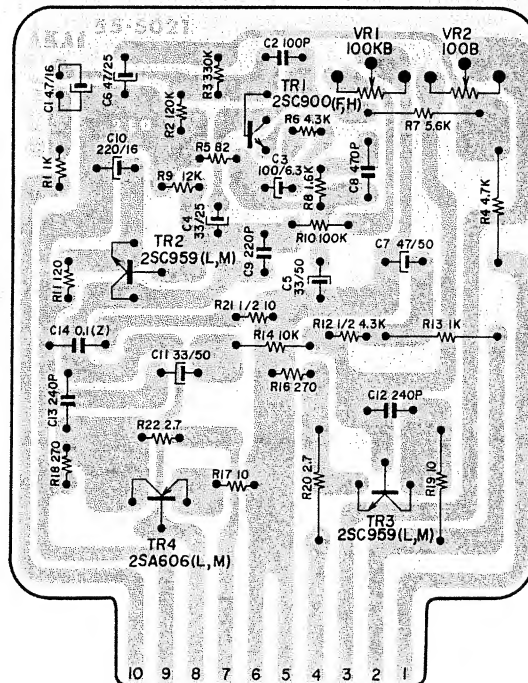 AKAI 55-5021
C1 4.7/16
C6 47/25
R3 330K
C2 100P
VR1
100KB
VR2
100B
TR1
2SC900(F,H)
R2 120K
R6 4.3K
R7 5.6K
C10
220/16
R5 82
C3
100/6.3
R1 1K
R9 12K
R8 1.6K
C8 470P
R4 4.7K
C4
33/25
R10 100K
TR2
2SC959(L,M)
C9 220P
C7 47/50
R11 120
C5
33/50
R21 1/2 10
C14 0.1(Z)
R14 10K
R12 1/2 4.3K
R13 1K
C11 33/50
R16 270
C13 240P
C12 240P
R22 2.7
R18 270
R17 10
R20 2.7
R19 10
TR3
2SC959(L,M)
TR4
2SA606(L,M)
10 9 8 7 6 5 4 3 2 1